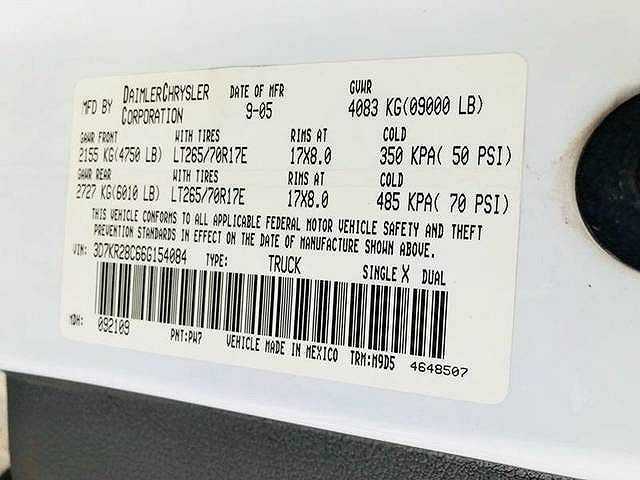 MFD BY DAIMLERCHRYSLER CORPORATION DATE OF MFR 9-05 GVWR 4083 KG(09000 LB)
GAWR FRONT WITH TIRES RIMS AT COLD
2155 KG(4750 LB) LT265/70R17E 17X8.0 350 KPA( 50 PSI)
GAWR REAR WITH TIRES RIMS AT COLD
2727 KG(6010 LB) LT265/70R17E 17X8.0 485 KPA( 70 PSI)
THIS VEHICLE CONFORMS TO ALL APPLICABLE FEDERAL MOTOR VEHICLE SAFETY AND THEFT
PREVENTION STANDARDS IN EFFECT ON THE DATE OF MANUFACTURE SHOWN ABOVE.
VIN: 3D7KR28C66G154084 TYPE: TRUCK SINGLE X DUAL
MDH: 092109 PNT:PW7 VEHICLE MADE IN MEXICO TRM:M9D5 4648507